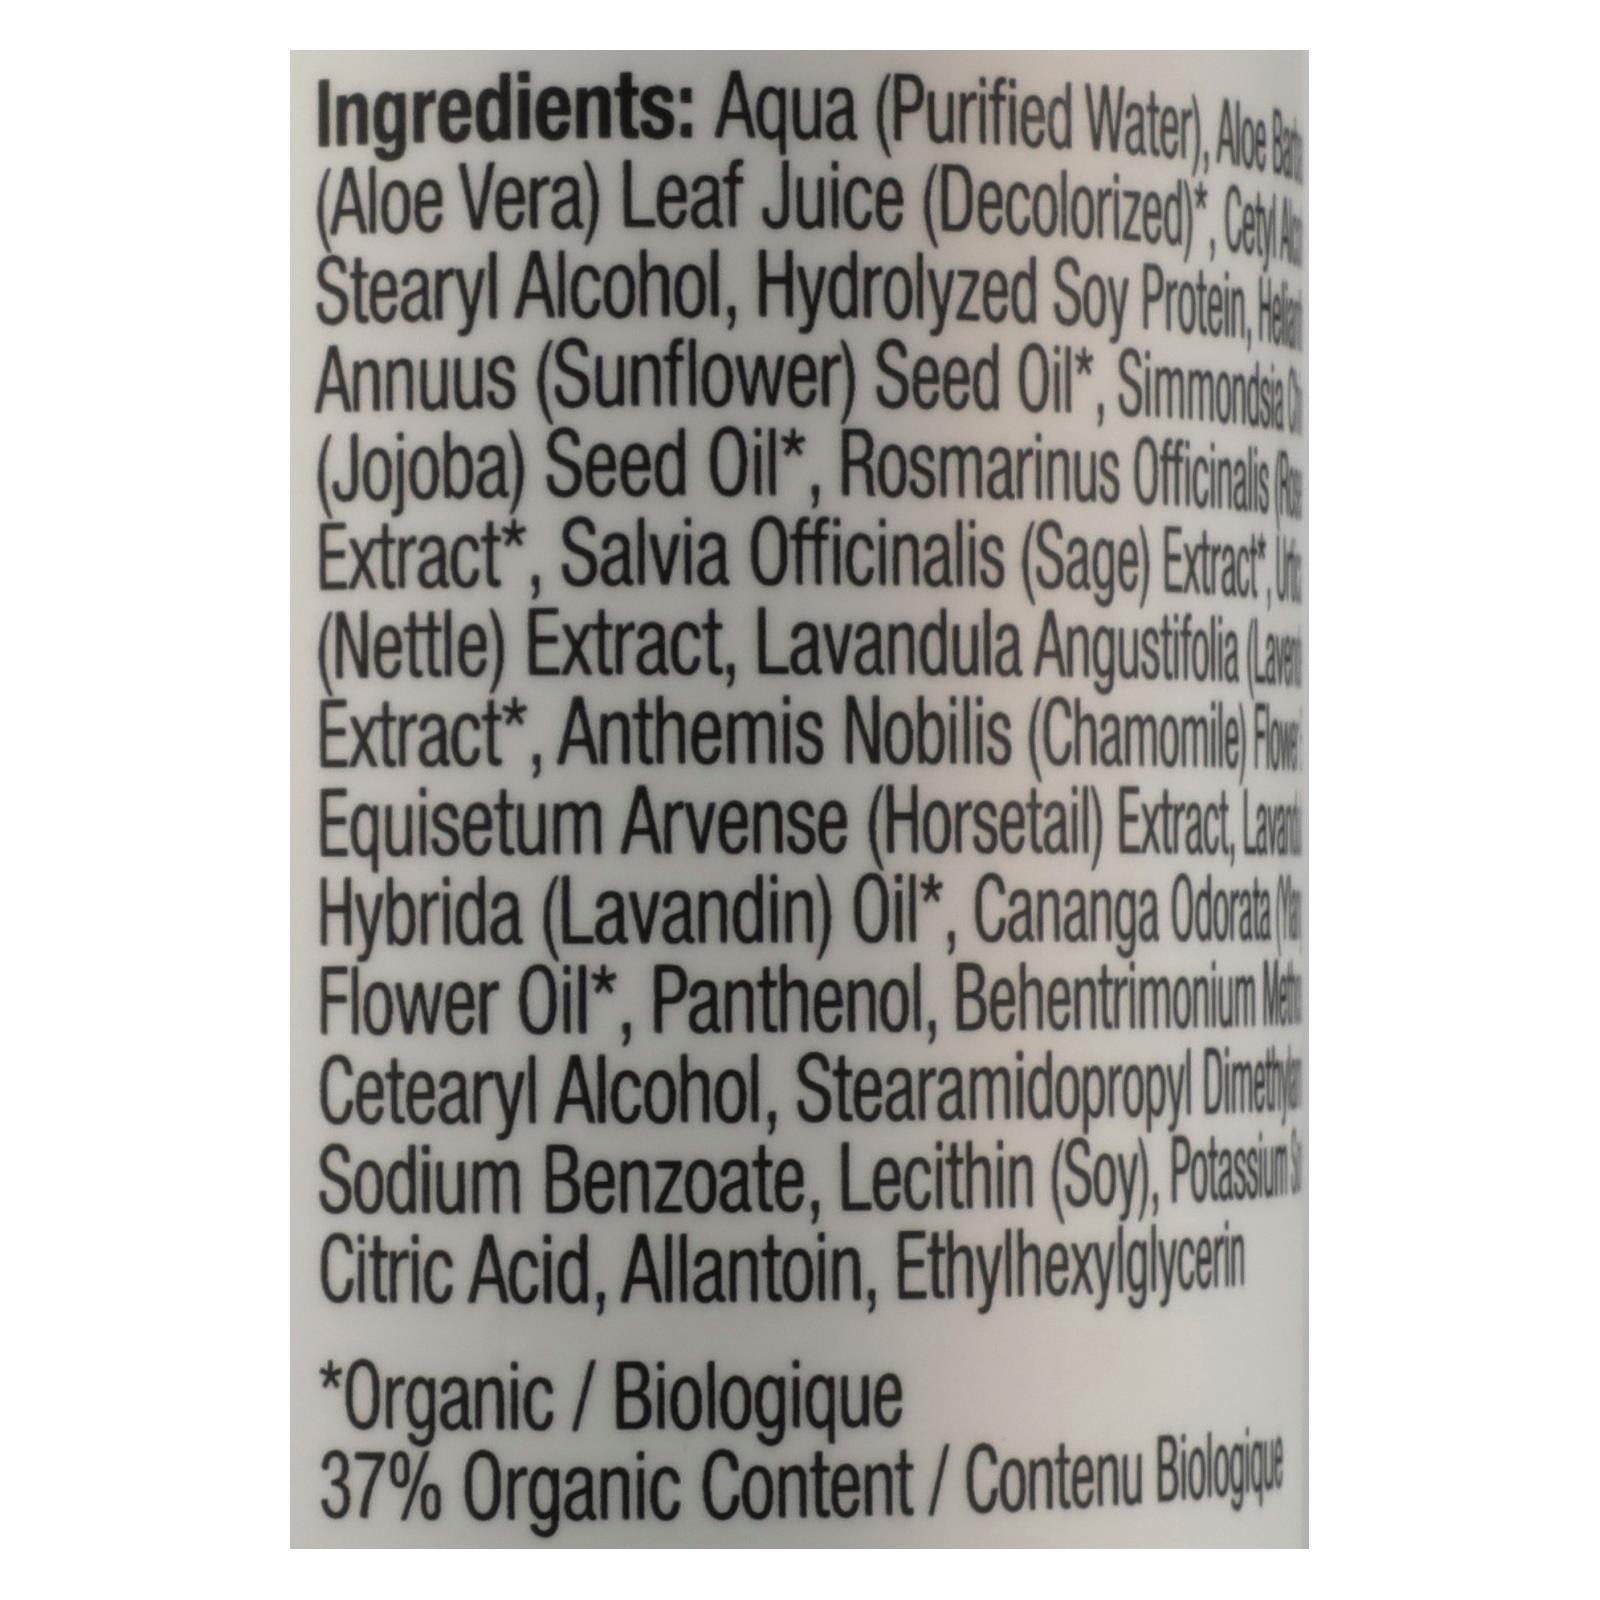 Ingredients: Aqua (Purified Water), Aloe
(Aloe Vera) Leaf Juice (Decolorized)*, Cetyl
Stearyl Alcohol, Hydrolyzed Soy Protein,
Annuus (Sunflower) Seed Oil*, Simmondsia
(Jojoba) Seed Oil*, Rosmarinus Officinalis
Extract*, Salvia Officinalis (Sage) Extract*,
(Nettle) Extract, Lavandula Angustifolia
Extract*, Anthemis Nobilis (Chamomile) Flower
Equisetum Arvense (Horsetail) Extract,
Hybrida (Lavandin) Oil*, Cananga Odorata
Flower Oil*, Panthenol, Behentrimonium
Cetearyl Alcohol, Stearamidopropyl
Sodium Benzoate, Lecithin (Soy), Potassium
Citric Acid, Allantoin, Ethylhexylglycerin
*Organic / Biologique
37% Organic Content / Contenu Biologique